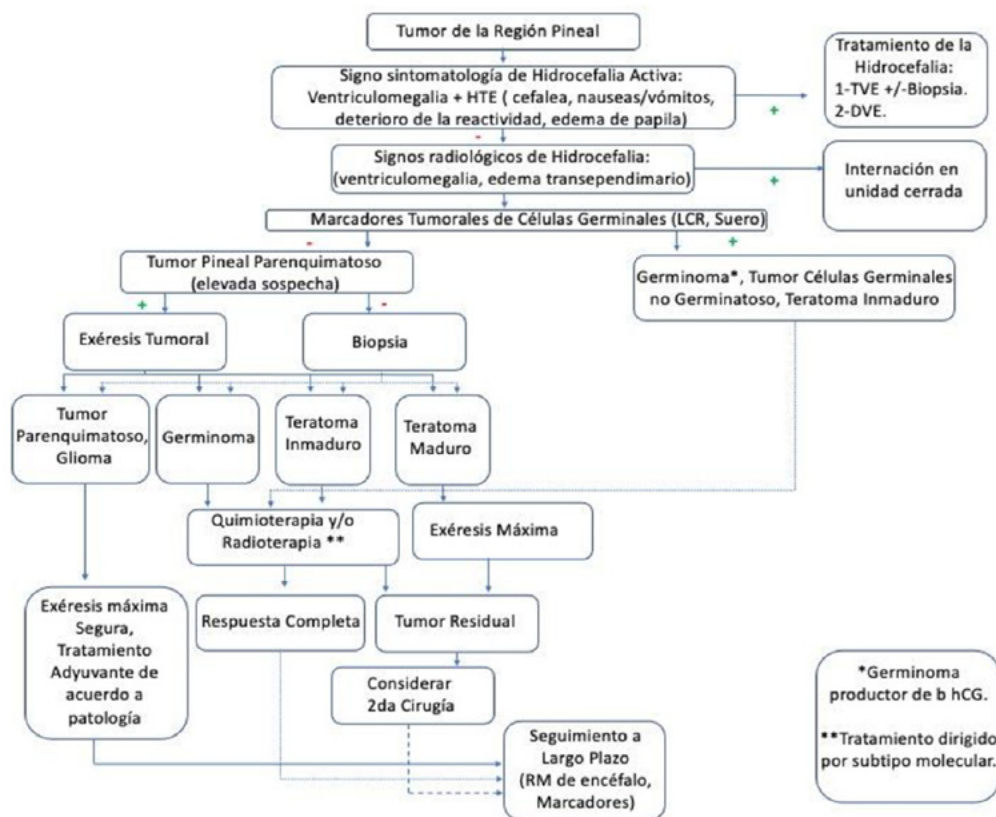 Tumor de la Región Pineal
Signo sintomatología de Hidrocefalia Activa:
Ventriculomegalia + HTE ( cefalea, nauseas/vómitos,
deterioro de la reactividad, edema de papila)
+
Tratamiento de la
Hidrocefalia:
1-TVE +/-Biopsia.
2-DVE.
-
Signos radiológicos de Hidrocefalia:
(ventriculomegalia, edema transependimario)
+
Internación en
unidad cerrada
Marcadores Tumorales de Células Germinales (LCR, Suero)
-
+
Tumor Pineal Parenquimatoso
(elevada sospecha)
Germinoma*, Tumor Células Germinales
no Germinatoso, Teratoma Inmaduro
+
-
Exéresis Tumoral
Biopsia
Tumor
Parenquimatoso,
Glioma
Germinoma
Teratoma
Inmaduro
Teratoma
Maduro
Quimioterapia y/o
Radioterapia **
Exéresis Máxima
Exéresis máxima
Segura,
Tratamiento
Adyuvante de
acuerdo a
patología
Respuesta Completa
Tumor Residual
Considerar
2da Cirugía
Seguimiento a
Largo Plazo
(RM de encéfalo,
Marcadores)
*Germinoma
productor de b hCG.
**Tratamiento dirigido
por subtipo molecular.